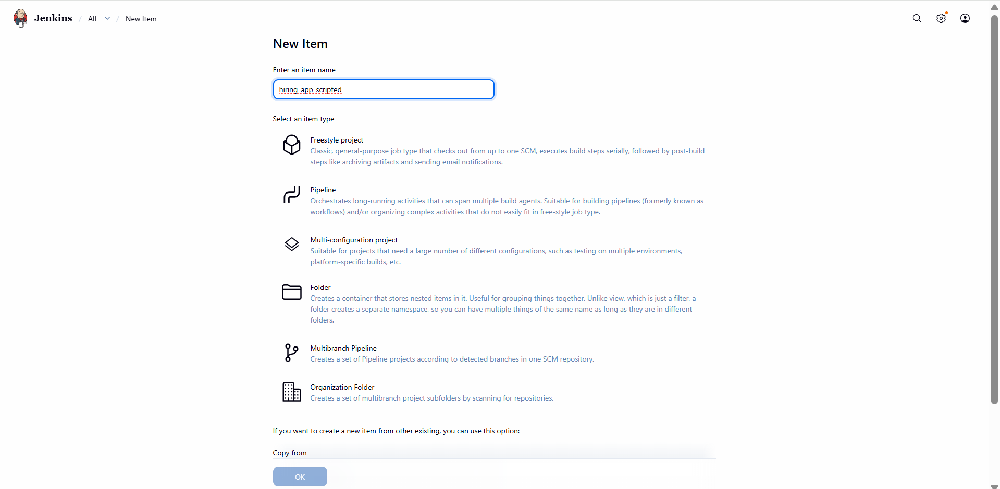 Jenkins / All / New Item
New Item
Enter an item name
hiring_app_scripted
Select an item type
Freestyle project
Classic, general-purpose job type that checks out from up to one SCM, executes build steps serially, followed by post-build
steps like archiving artifacts and sending email notifications.
Pipeline
Orchestrates long-running activities that can span multiple build agents. Suitable for building pipelines (formerly known as
workflows) and/or organizing complex activities that do not easily fit in free-style job type.
Multi-configuration project
Suitable for projects that need a large number of different configurations, such as testing on multiple environments,
platform-specific builds, etc.
Folder
Creates a container that stores nested items in it. Useful for grouping things together. Unlike view, which is just a filter, a
folder creates a separate namespace, so you can have multiple things of the same name as long as they are in different
folders.
Multibranch Pipeline
Creates a set of Pipeline projects according to detected branches in one SCM repository.
Organization Folder
Creates a set of multibranch project subfolders by scanning for repositories.
If you want to create a new item from other existing, you can use this option:
Copy from
OK